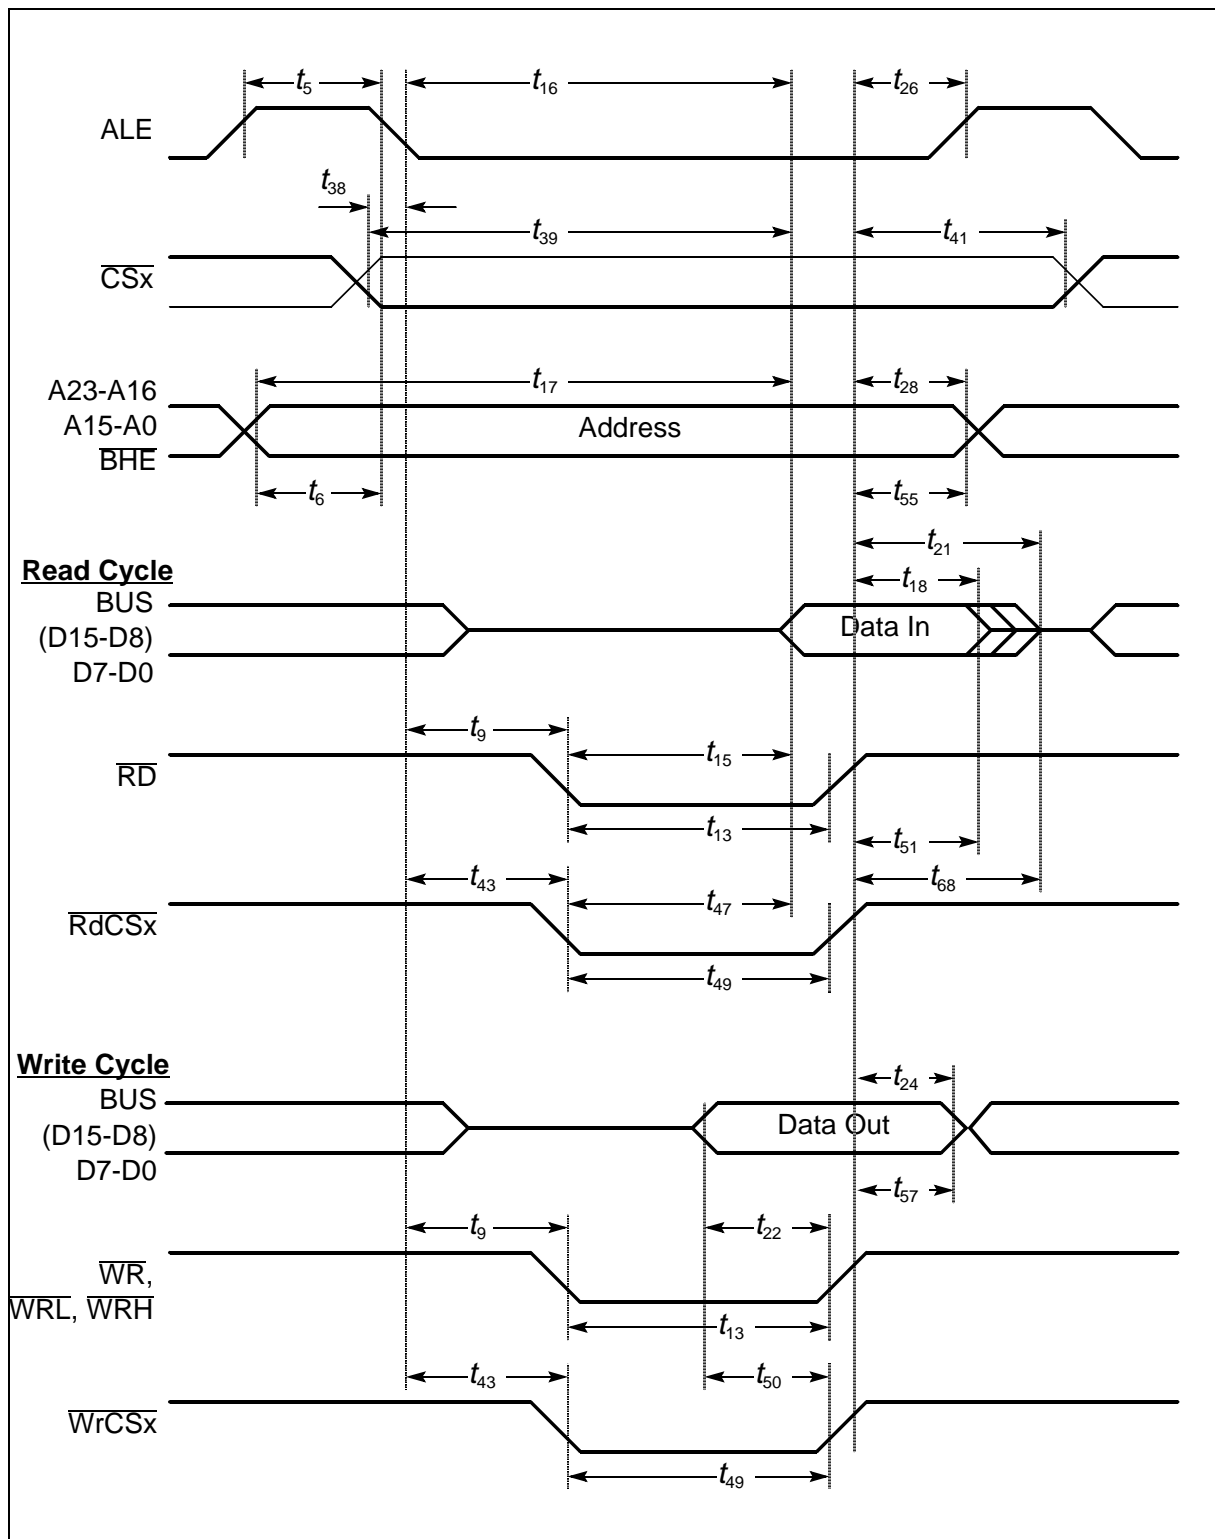 t5 t16 t26
ALE
t38
t39 t41
CSx
t17 t28
A23-A16
A15-A0
BHE
Address
t6 t55
t21
Read Cycle
t18
BUS
(D15-D8)
D7-D0
Data In
t9
t15
RD
t13 t51
t43 t68
t47
RdCSx
t49
Write Cycle
t24
BUS
(D15-D8)
D7-D0
Data Out
t57
t9 t22
WR,
WRL, WRH
t13
t43 t50
WrCSx
t49